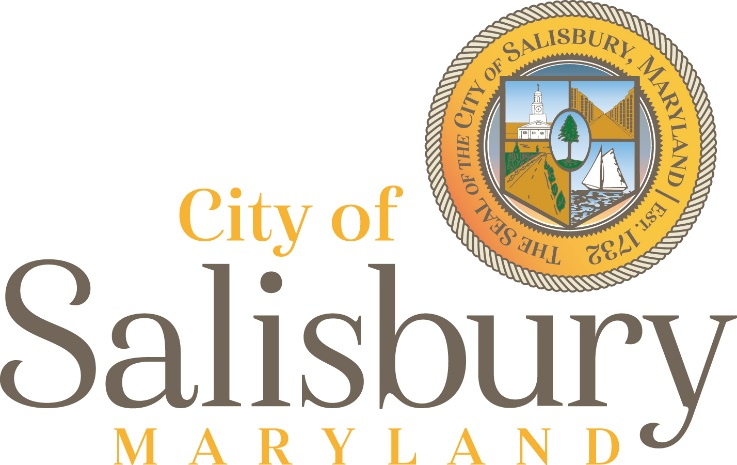 THE SEAL OF THE CITY OF SALISBURY, MARYLAND | EST. 1732
City of
Salisbury
MARYLAND